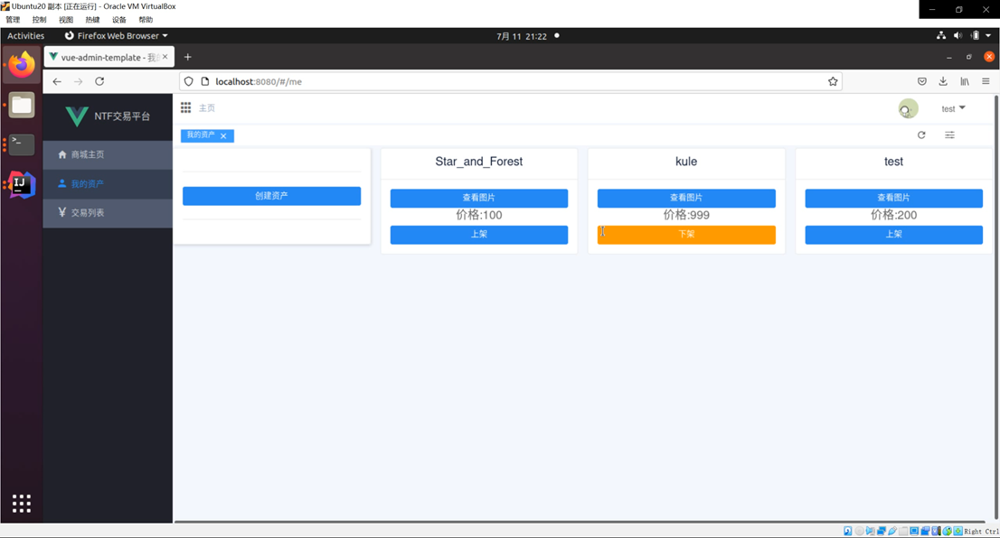 Ubuntu20 副本 [正在运行] - Oracle VM VirtualBox
管理 控制 视图 热键 设备 帮助
Activities Firefox Web Browser 7月 11 21:22
vue-admin-template - 我的
localhost:8080/#/me
NTF交易平台
主页
test
我的资产
商城主页
我的资产
交易列表
创建资产
Star_and_Forest
查看图片
价格:100
上架
kule
查看图片
价格:999
下架
test
查看图片
价格:200
上架
Right Ctrl